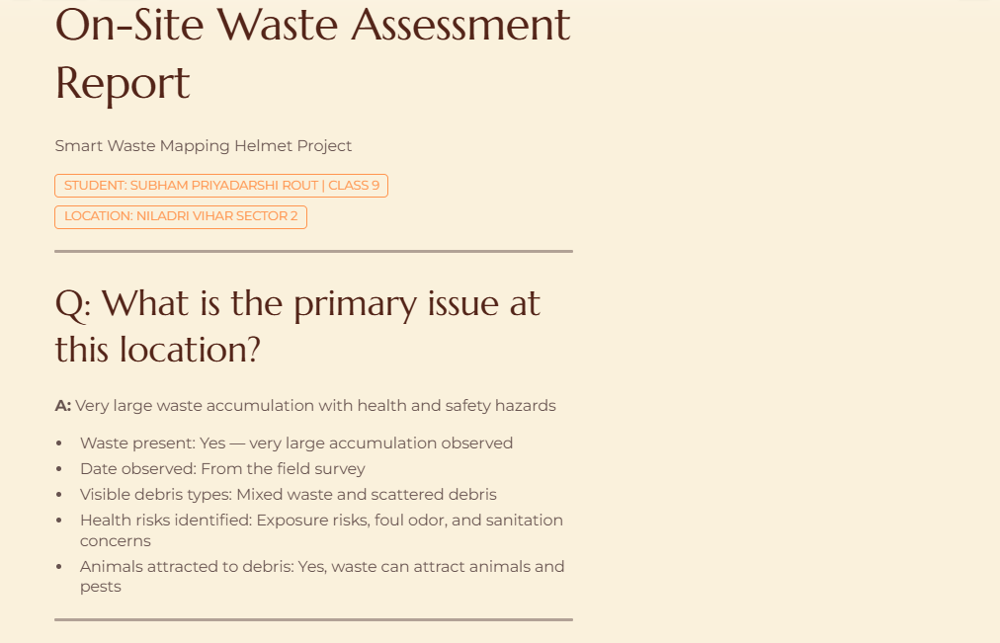 On-Site Waste Assessment
Report
Smart Waste Mapping Helmet Project
STUDENT: SUBHAM PRIYADARSHI ROUT | CLASS 9
LOCATION: NILADRI VIHAR SECTOR 2
Q: What is the primary issue at
this location?
A: Very large waste accumulation with health and safety hazards
• Waste present: Yes — very large accumulation observed
• Date observed: From the field survey
• Visible debris types: Mixed waste and scattered debris
• Health risks identified: Exposure risks, foul odor, and sanitation
concerns
• Animals attracted to debris: Yes, waste can attract animals and
pests